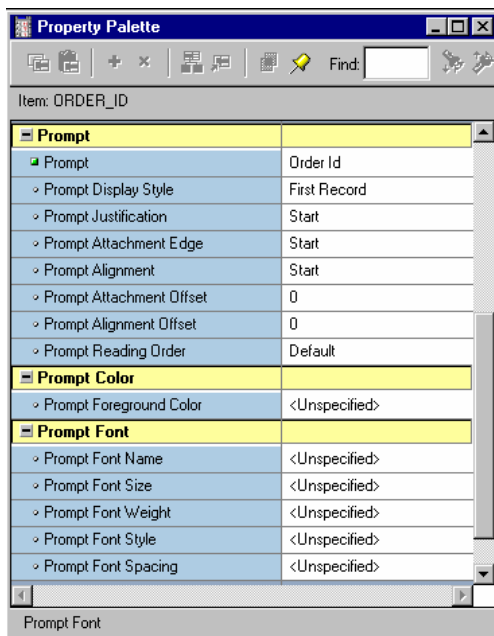 Property Palette
Find:
Item: ORDER_ID
Prompt
Prompt Order Id
Prompt Display Style First Record
Prompt Justification Start
Prompt Attachment Edge Start
Prompt Alignment Start
Prompt Attachment Offset 0
Prompt Alignment Offset 0
Prompt Reading Order Default
Prompt Color
Prompt Foreground Color <Unspecified>
Prompt Font
Prompt Font Name <Unspecified>
Prompt Font Size <Unspecified>
Prompt Font Weight <Unspecified>
Prompt Font Style <Unspecified>
Prompt Font Spacing <Unspecified>
Prompt Font